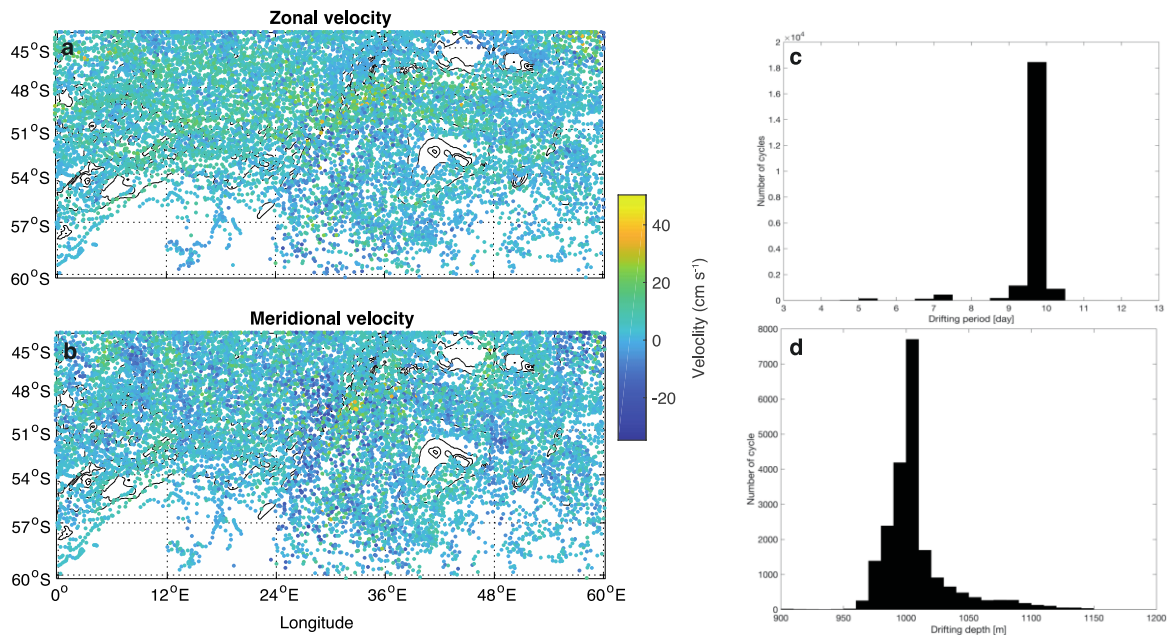 Zonal velocity
a
45°S
48°S
51°S
54°S
57°S
60°S
Meridional velocity
b
45°S
48°S
51°S
54°S
57°S
60°S
0° 12°E 24°E 36°E 48°E 60°E
Longitude
40
20
0
-20
Veloclity (cm s⁻¹)
×10⁴
c
2
1.8
1.6
1.4
1.2
1
0.8
0.6
0.4
0.2
0
Number of cycles
3 4 5 6 7 8 9 10 11 12 13
Drifting period [day]
d
8000
7000
6000
5000
4000
3000
2000
1000
0
Number of cycle
900 950 1000 1050 1100 1150 1200
Drifting depth [m]